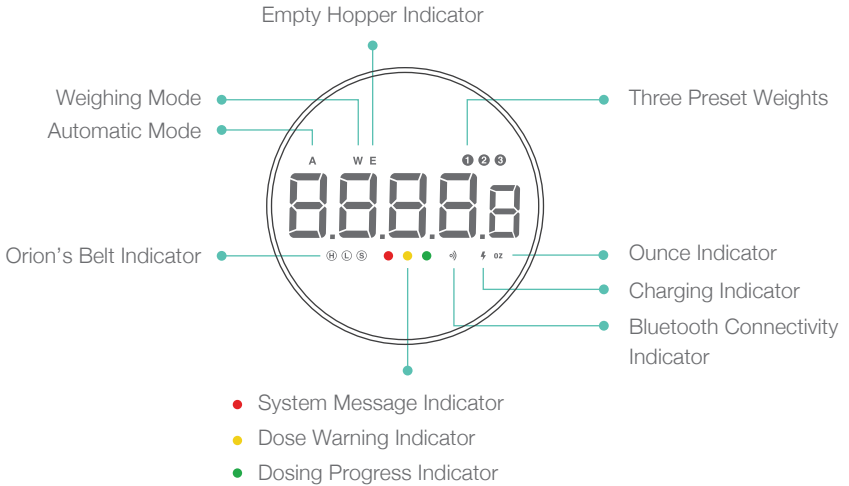 Empty Hopper Indicator
Weighing Mode
Three Preset Weights
Automatic Mode
A W E 1 2 3
8.8.8.8.8
Orion's Belt Indicator
H L S
oz
Ounce Indicator
Charging Indicator
Bluetooth Connectivity
Indicator
System Message Indicator
Dose Warning Indicator
Dosing Progress Indicator